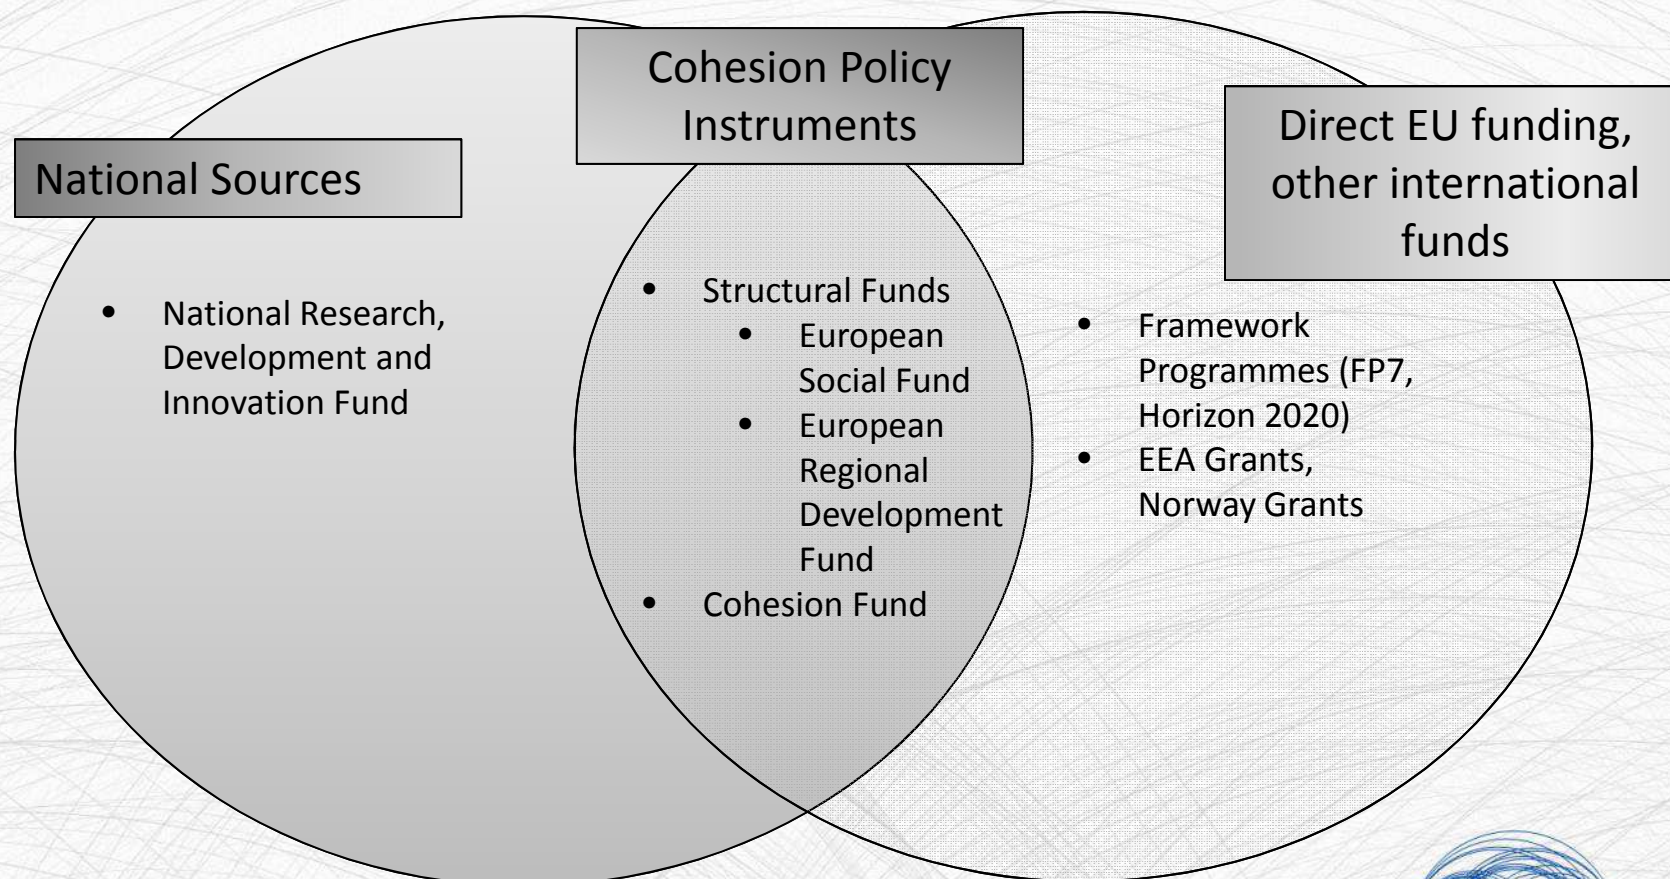 Cohesion Policy
Instruments
National Sources
Direct EU funding,
other international
funds
• National Research,
Development and
Innovation Fund
• Structural Funds
• European
Social Fund
• European
Regional
Development
Fund
• Cohesion Fund
• Framework
Programmes (FP7,
Horizon 2020)
• EEA Grants,
Norway Grants